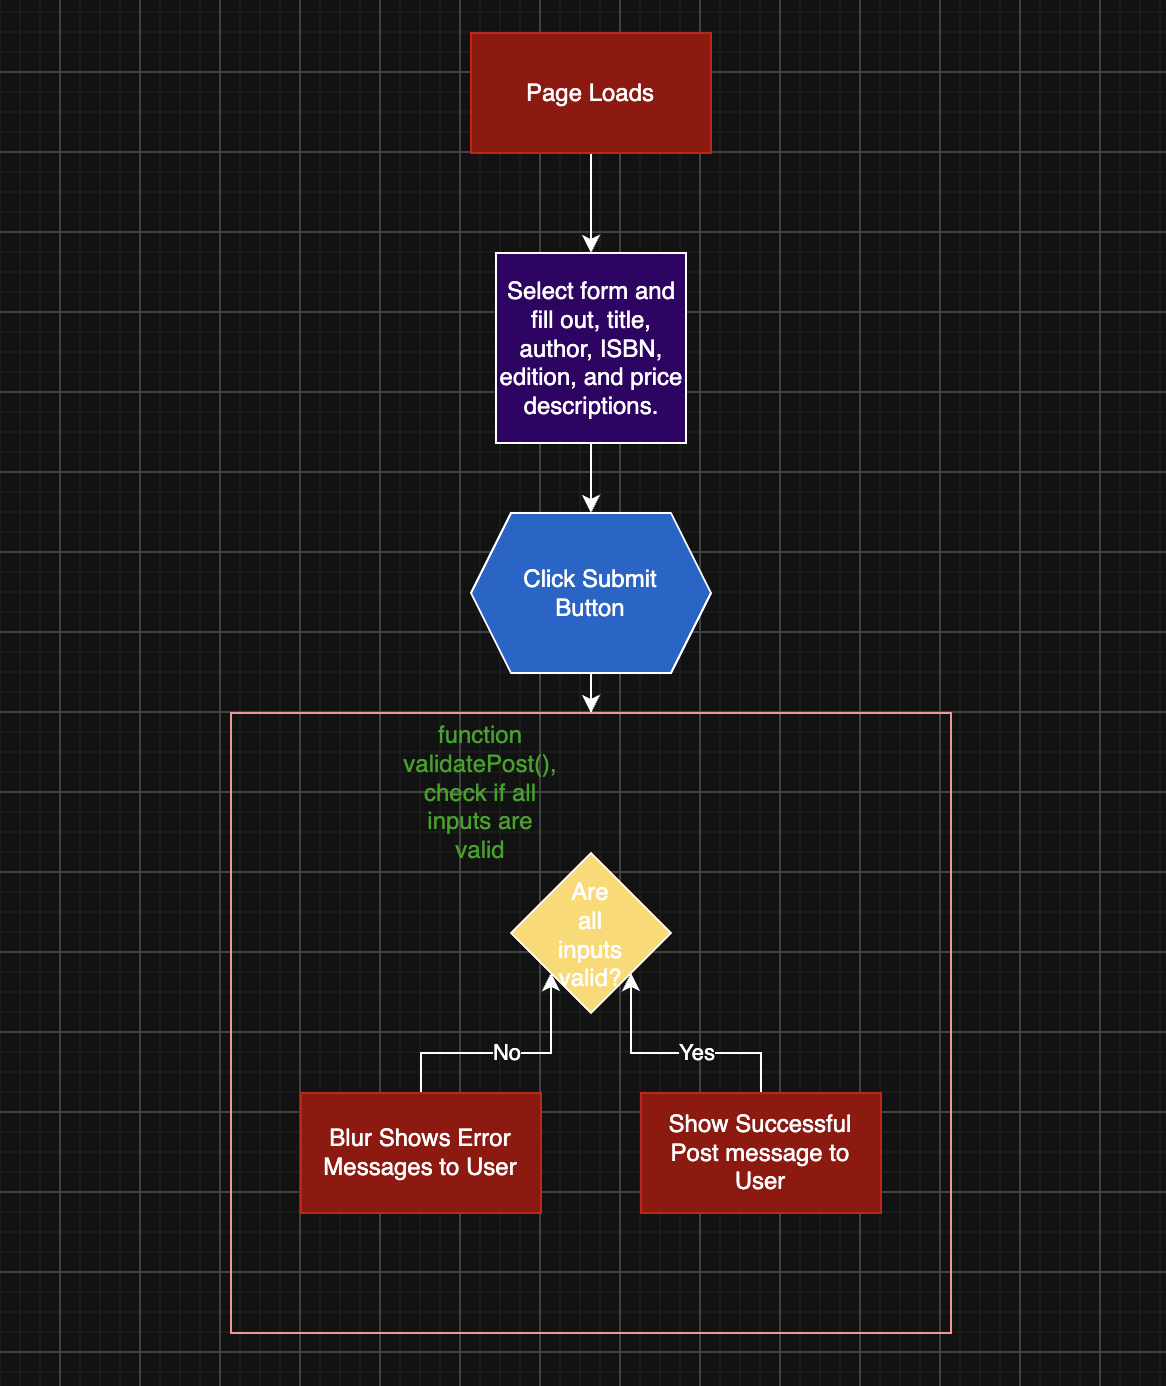 Page Loads
Select form and
fill out, title,
author, ISBN,
edition, and price
descriptions.
Click Submit
Button
function
validatePost(),
check if all
inputs are
valid
Are
all
inputs
valid?
No
Yes
Blur Shows Error
Messages to User
Show Successful
Post message to
User